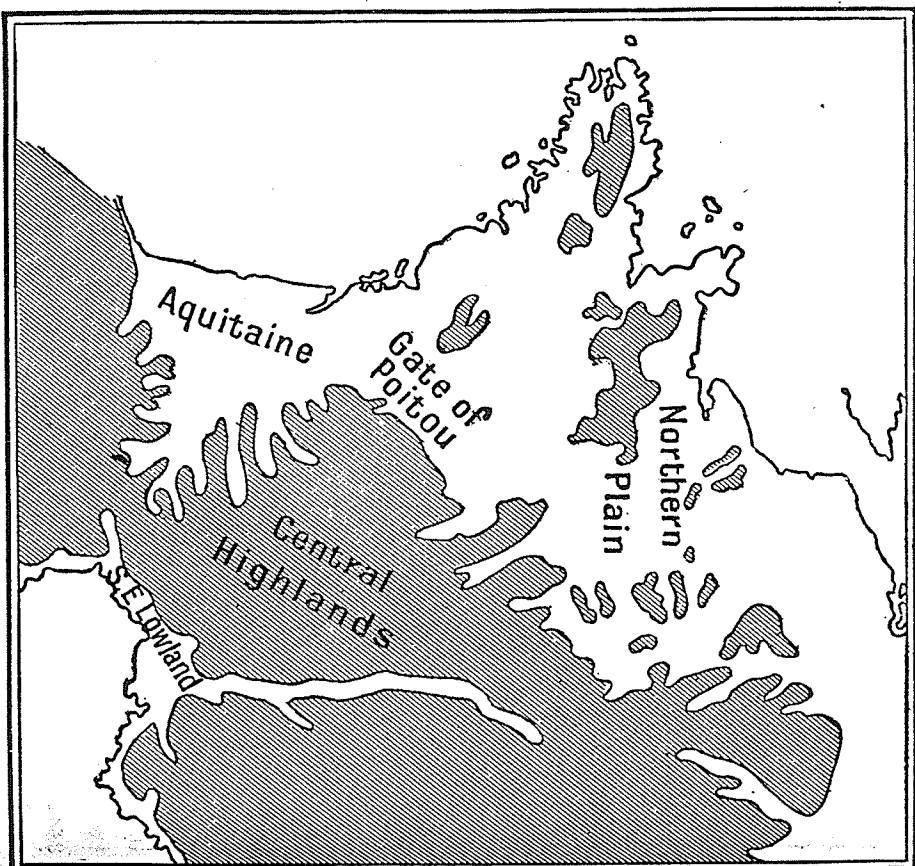 Aquitaine
Gate of
Poitou
Northern
Plain
Central
Highlands
S.E Lowland